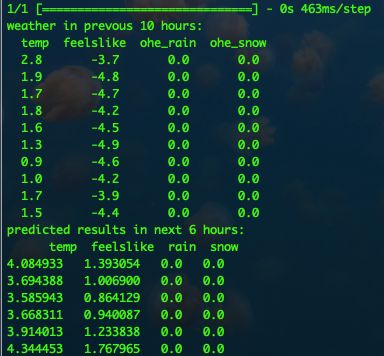 1/1 [==============================] - 0s 463ms/step
weather in prevous 10 hours:
temp feelslike ohe_rain ohe_snow
2.8 -3.7 0.0 0.0
1.9 -4.8 0.0 0.0
1.7 -4.7 0.0 0.0
1.8 -4.2 0.0 0.0
1.6 -4.5 0.0 0.0
1.3 -4.9 0.0 0.0
0.9 -4.6 0.0 0.0
1.0 -4.2 0.0 0.0
1.7 -3.9 0.0 0.0
1.5 -4.4 0.0 0.0
predicted results in next 6 hours:
temp feelslike rain snow
4.084933 1.393054 0.0 0.0
3.694388 1.006900 0.0 0.0
3.585943 0.864129 0.0 0.0
3.668311 0.940087 0.0 0.0
3.914013 1.233838 0.0 0.0
4.344453 1.767965 0.0 0.0